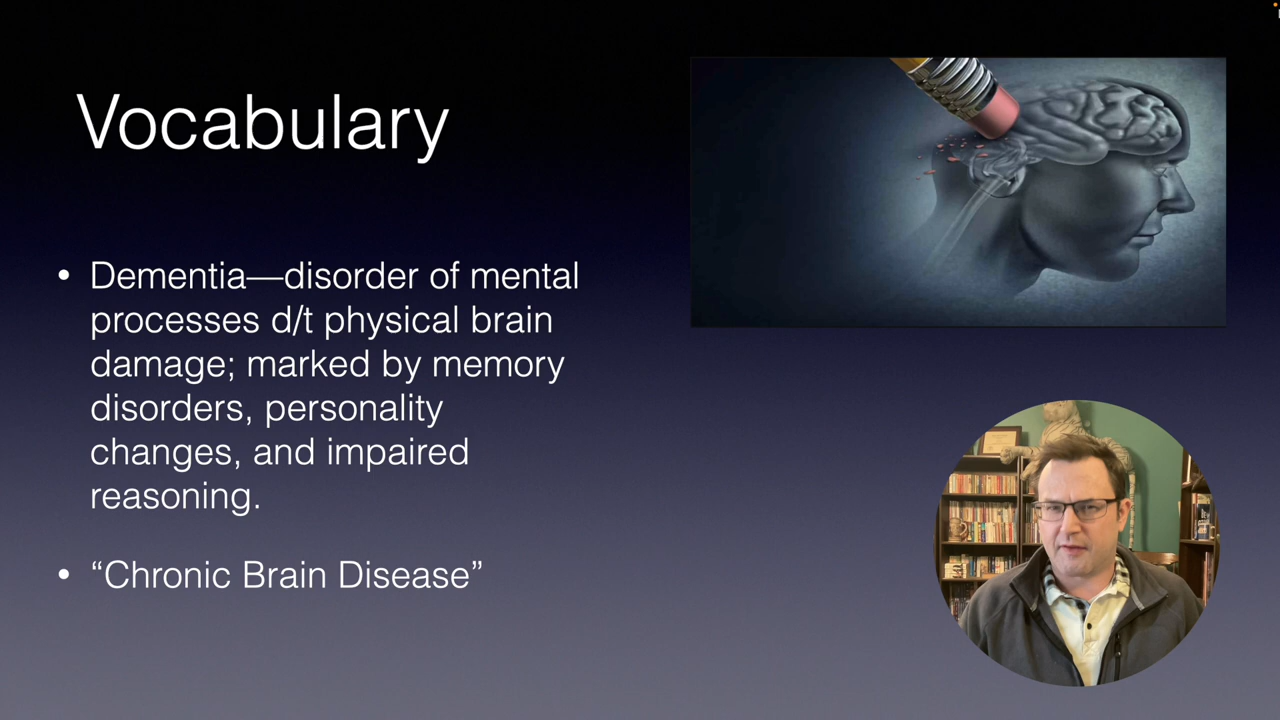 Vocabulary
• Dementia—disorder of mental
processes d/t physical brain
damage; marked by memory
disorders, personality
changes, and impaired
reasoning.
• “Chronic Brain Disease”